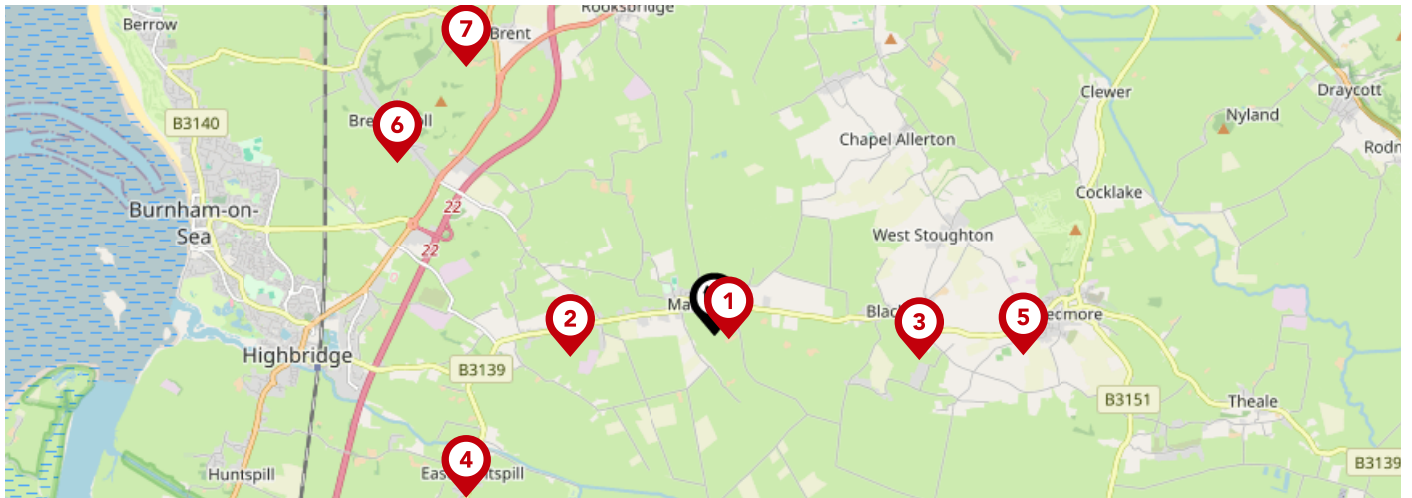 Berrow
Rooksbridge
7
Brent
Clewer
Draycott
Nyland
B3140
6
Chapel Allerton
Cocklake
Burnham-on-
Sea
22
West Stoughton
22
1
2
3
5
Highbridge
B3139
B3151
Theale
4
Huntspill
B3139